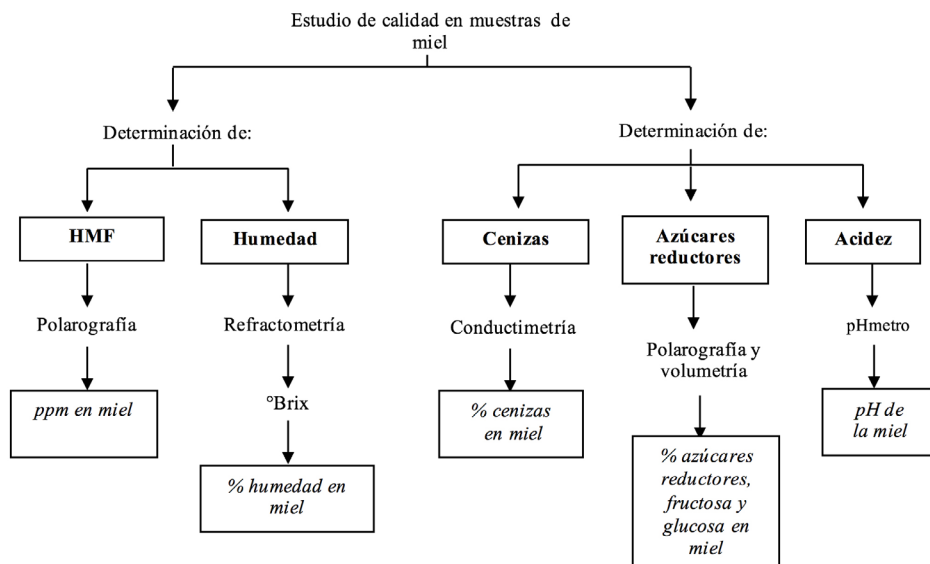 Estudio de calidad en muestras de
miel
Determinación de:
Determinación de:
HMF
Humedad
Cenizas
Azúcares
reductores
Acidez
Polarografía
Refractometría
Conductimetría
Polarografía y
volumetría
pHmetro
ppm en miel
°Brix
% humedad en
miel
% cenizas
en miel
% azúcares
reductores,
fructosa y
glucosa en
miel
pH de
la miel